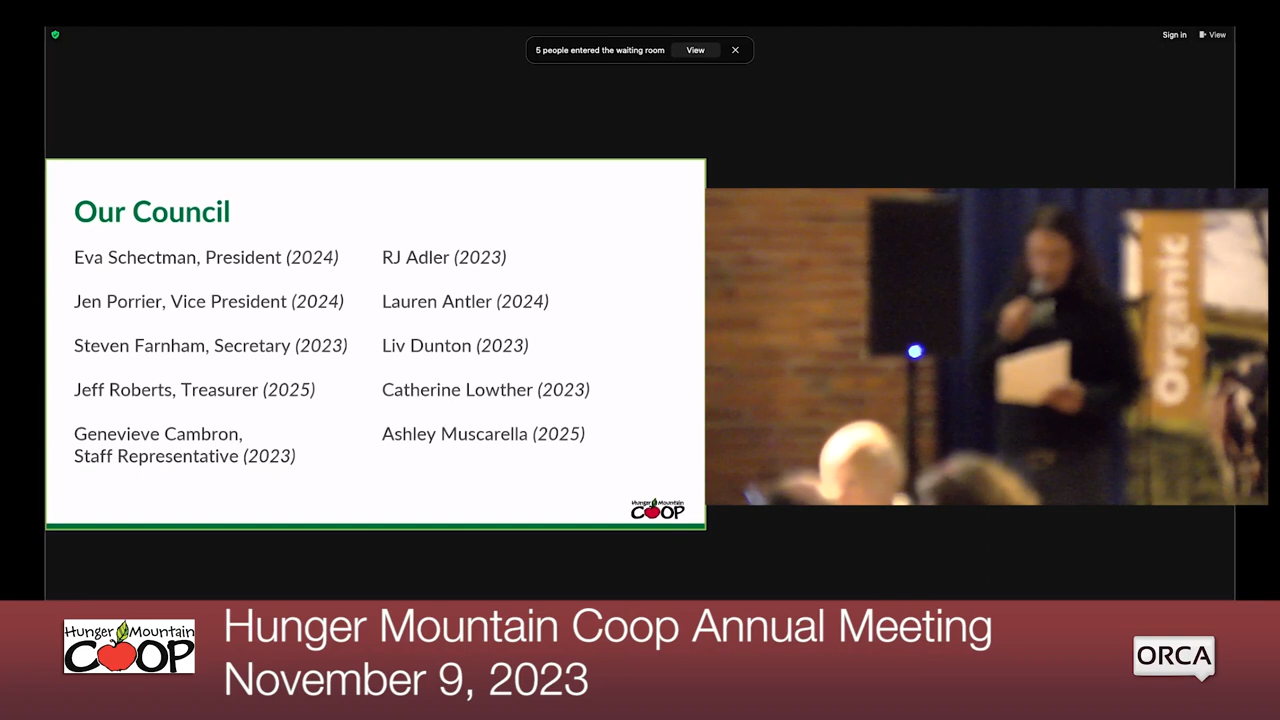 5 people entered the waiting room
View
Sign in
View
Our Council
Eva Schectman, President (2024)
Jen Porrier, Vice President (2024)
Steven Farnham, Secretary (2023)
Jeff Roberts, Treasurer (2025)
Genevieve Cambron,
Staff Representative (2023)
RJ Adler (2023)
Lauren Antler (2024)
Liv Dunton (2023)
Catherine Lowther (2023)
Ashley Muscarella (2025)
Hunger Mountain
COOP
Organic
Hunger Mountain
COOP
Hunger Mountain Coop Annual Meeting
November 9, 2023
ORCA